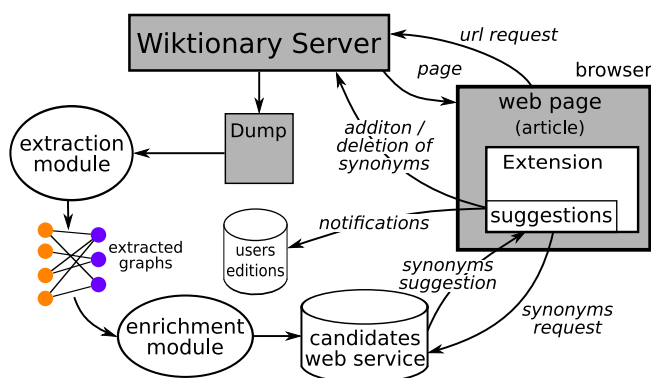 Wiktionary Server
url request
page
browser
web page
(article)
Extension
suggestions
additon /
deletion of
synonyms
Dump
extraction
module
extracted
graphs
notifications
users
editions
synonyms
suggestion
synonyms
request
enrichment
module
candidates
web service